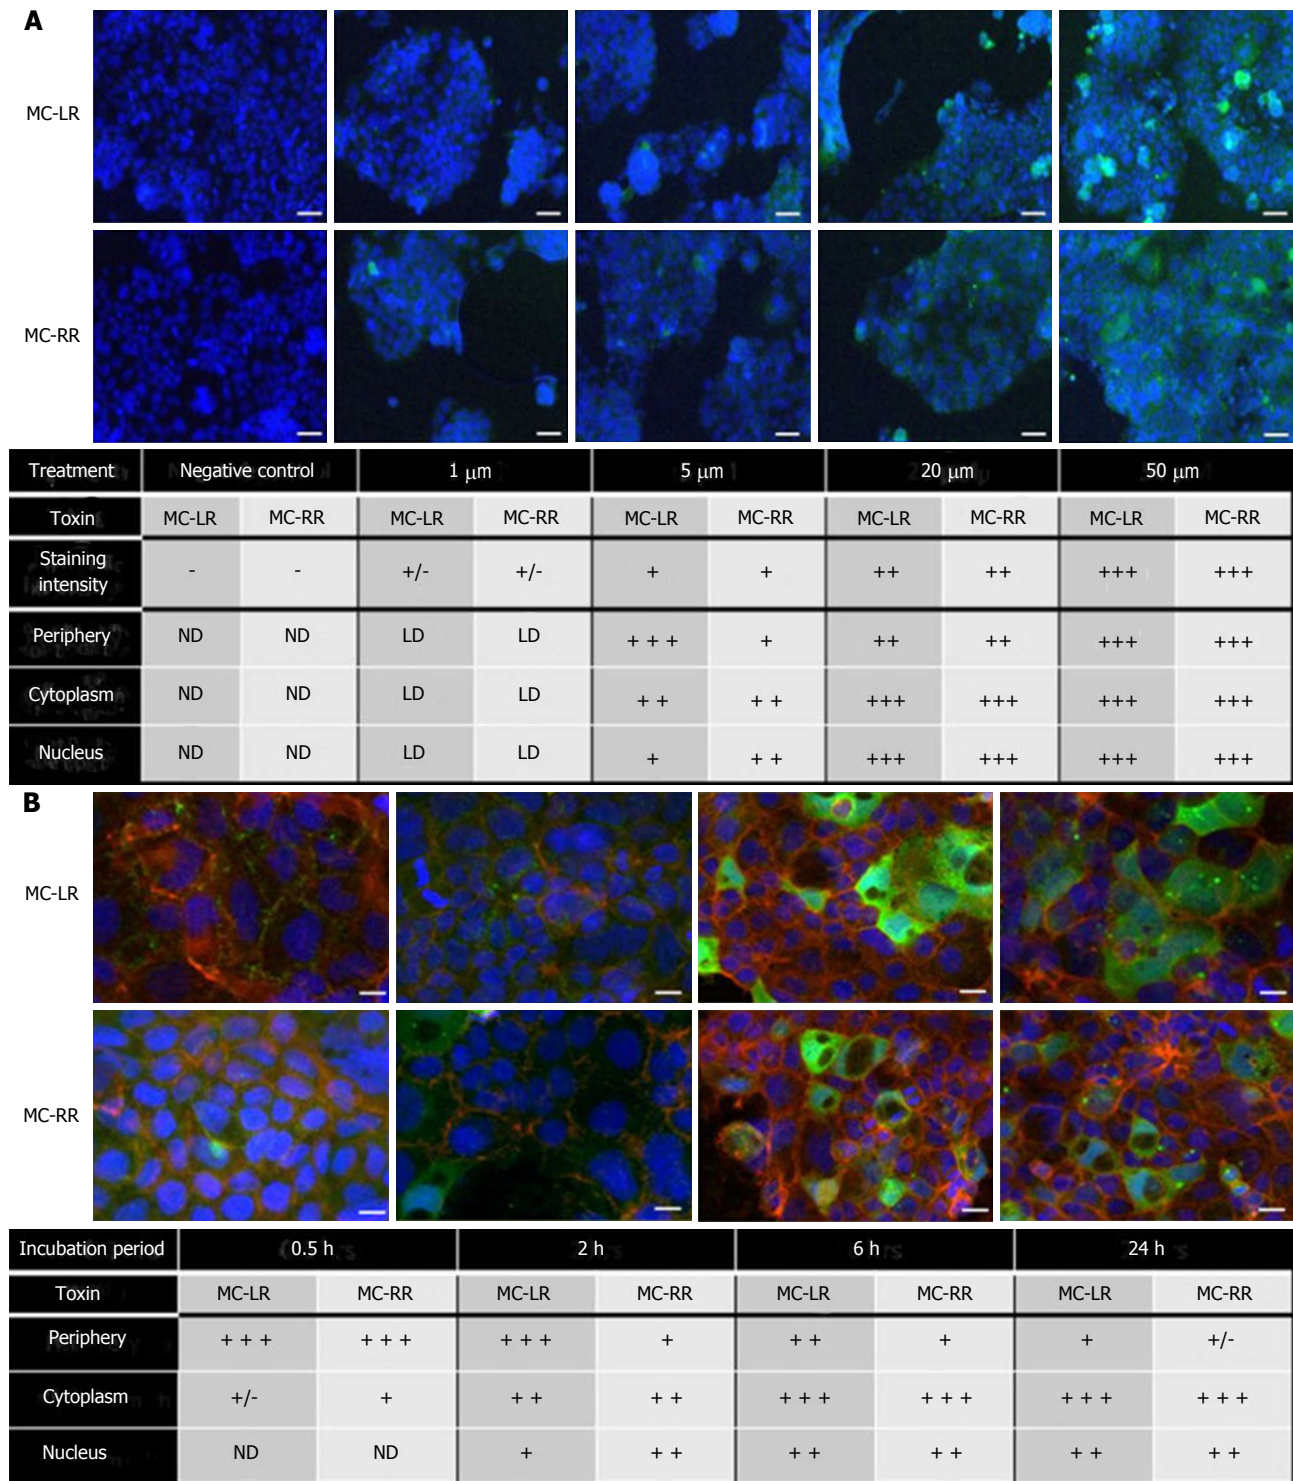 A
MC-LR
MC-RR
Treatment Negative control 1 μm 5 μm 20 μm 50 μm
Toxin MC-LR MC-RR MC-LR MC-RR MC-LR MC-RR MC-LR MC-RR MC-LR MC-RR
Staining intensity - - +/- +/- + + ++ ++ +++ +++
Periphery ND ND LD LD + + + + ++ ++ +++ +++
Cytoplasm ND ND LD LD + + + + +++ +++ +++ +++
Nucleus ND ND LD LD + + + +++ +++ +++ +++
B
MC-LR
MC-RR
Incubation period 0.5 h 2 h 6 h 24 h
Toxin MC-LR MC-RR MC-LR MC-RR MC-LR MC-RR MC-LR MC-RR
Periphery + + + + + + + + + + + + + + +/-
Cytoplasm +/- + + + + + + + + + + + + + + + + +
Nucleus ND ND + + + + + + + + + + +